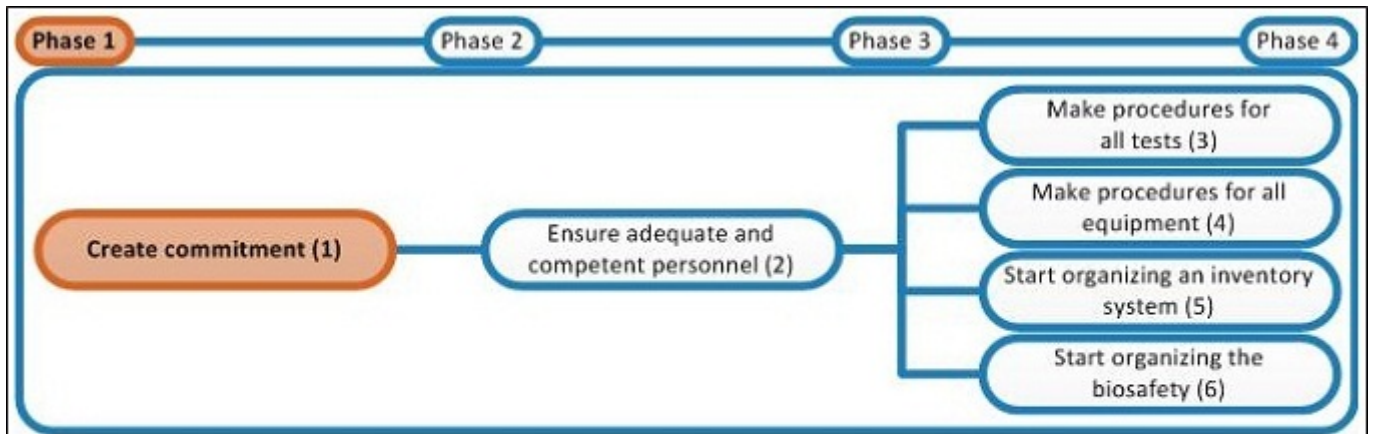 Phase 1
Phase 2
Phase 3
Phase 4
Create commitment (1)
Ensure adequate and
competent personnel (2)
Make procedures for
all tests (3)
Make procedures for all
equipment (4)
Start organizing an inventory
system (5)
Start organizing the
biosafety (6)